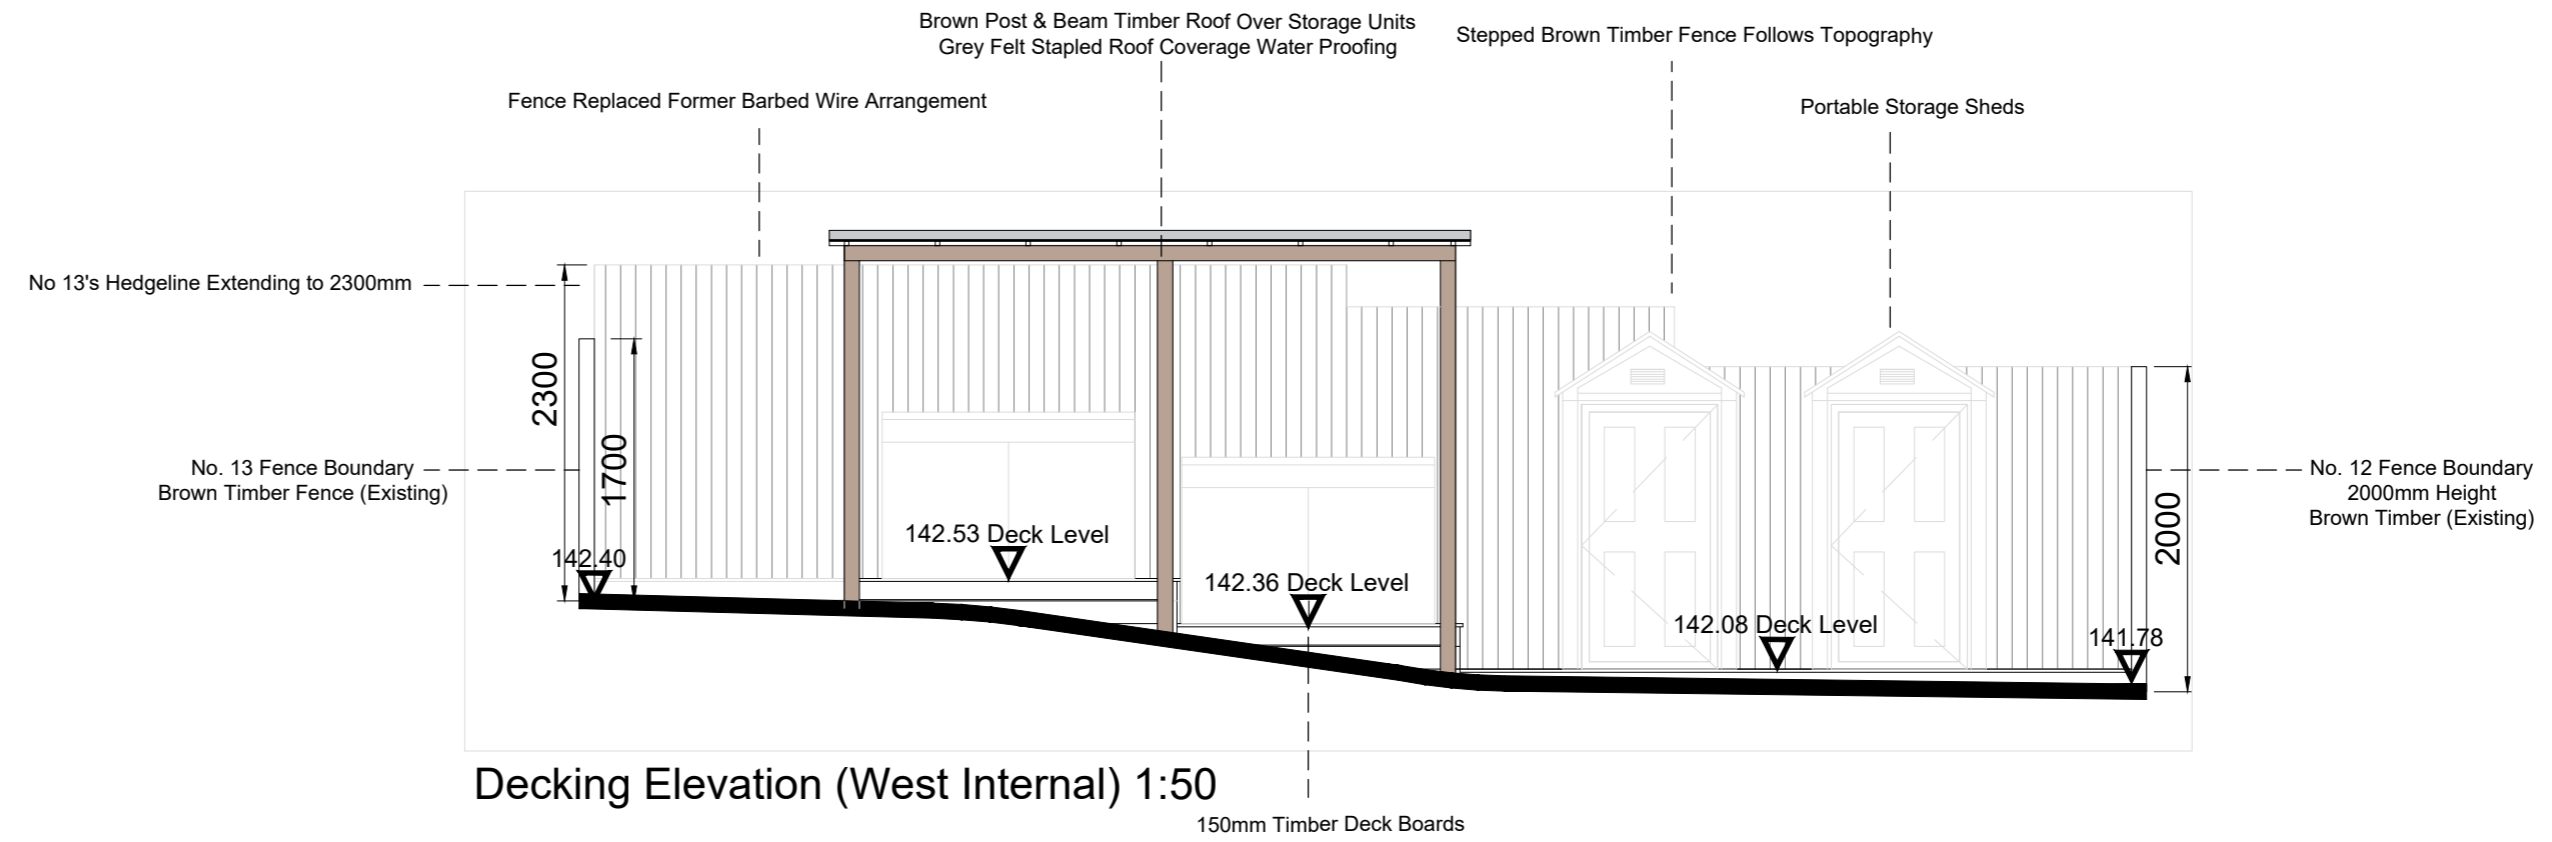 Brown Post & Beam Timber Roof Over Storage Units
Grey Felt Stapled Roof Coverage Water Proofing
Stepped Brown Timber Fence Follows Topography
Fence Replaced Former Barbed Wire Arrangement
Portable Storage Sheds
No 13's Hedgeline Extending to 2300mm
2300
1700
No. 13 Fence Boundary
Brown Timber Fence (Existing)
142.40
142.53 Deck Level
142.36 Deck Level
142.08 Deck Level
141.78
2000
No. 12 Fence Boundary
2000mm Height
Brown Timber (Existing)
Decking Elevation (West Internal) 1:50
150mm Timber Deck Boards